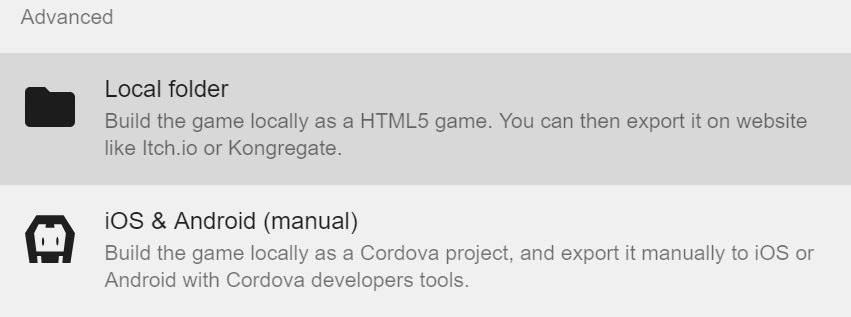 Advanced
Local folder
Build the game locally as a HTML5 game. You can then export it on website
like Itch.io or Kongregate.
iOS & Android (manual)
Build the game locally as a Cordova project, and export it manually to iOS or
Android with Cordova developers tools.